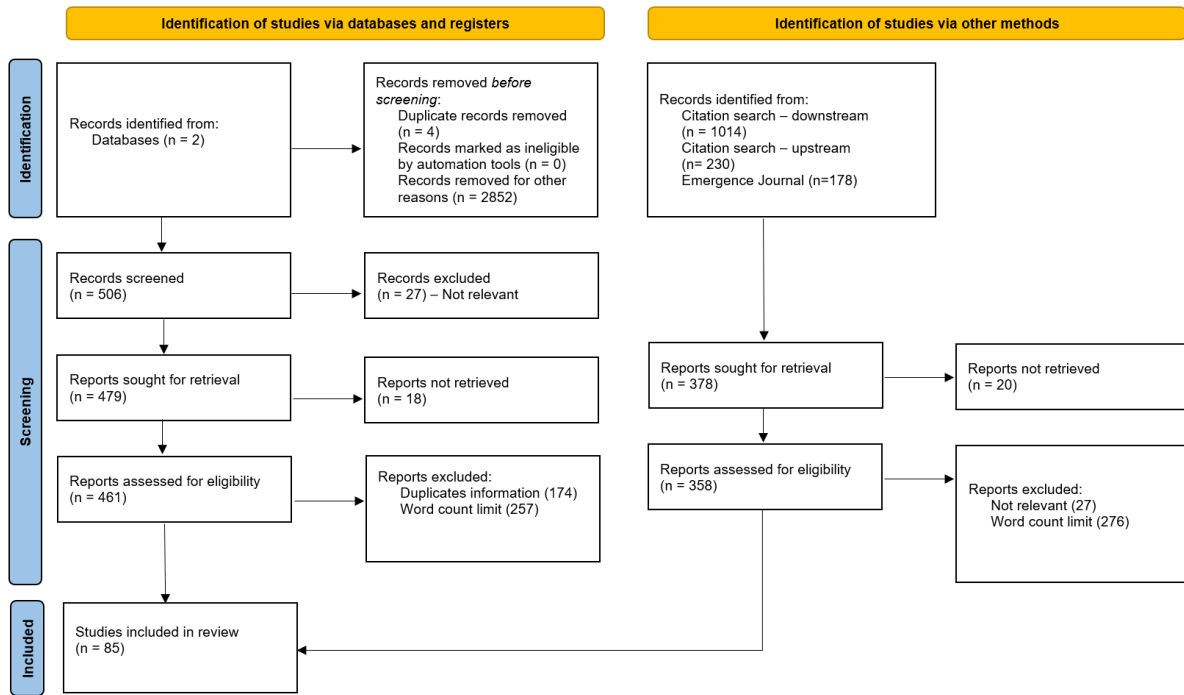 Identification of studies via databases and registers
Identification of studies via other methods
Identification
Records identified from:
Databases (n = 2)
Records removed before
screening:
Duplicate records removed
(n = 4)
Records marked as ineligible
by automation tools (n = 0)
Records removed for other
reasons (n = 2852)
Records identified from:
Citation search – downstream
(n = 1014)
Citation search – upstream
(n= 230)
Emergence Journal (n=178)
Screening
Records screened
(n = 506)
Records excluded
(n = 27) – Not relevant
Reports sought for retrieval
(n = 479)
Reports not retrieved
(n = 18)
Reports sought for retrieval
(n = 378)
Reports not retrieved
(n = 20)
Reports assessed for eligibility
(n = 461)
Reports excluded:
Duplicates information (174)
Word count limit (257)
Reports assessed for eligibility
(n = 358)
Reports excluded:
Not relevant (27)
Word count limit (276)
Included
Studies included in review
(n = 85)